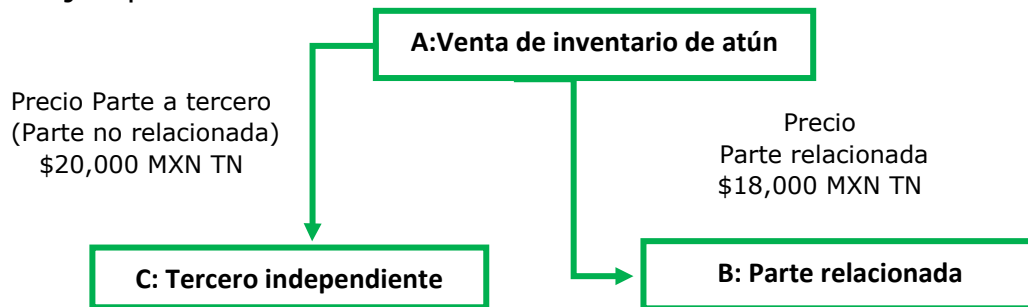 A:Venta de inventario de atún
Precio Parte a tercero
(Parte no relacionada)
$20,000 MXN TN
Precio
Parte relacionada
$18,000 MXN TN
C: Tercero independiente
B: Parte relacionada